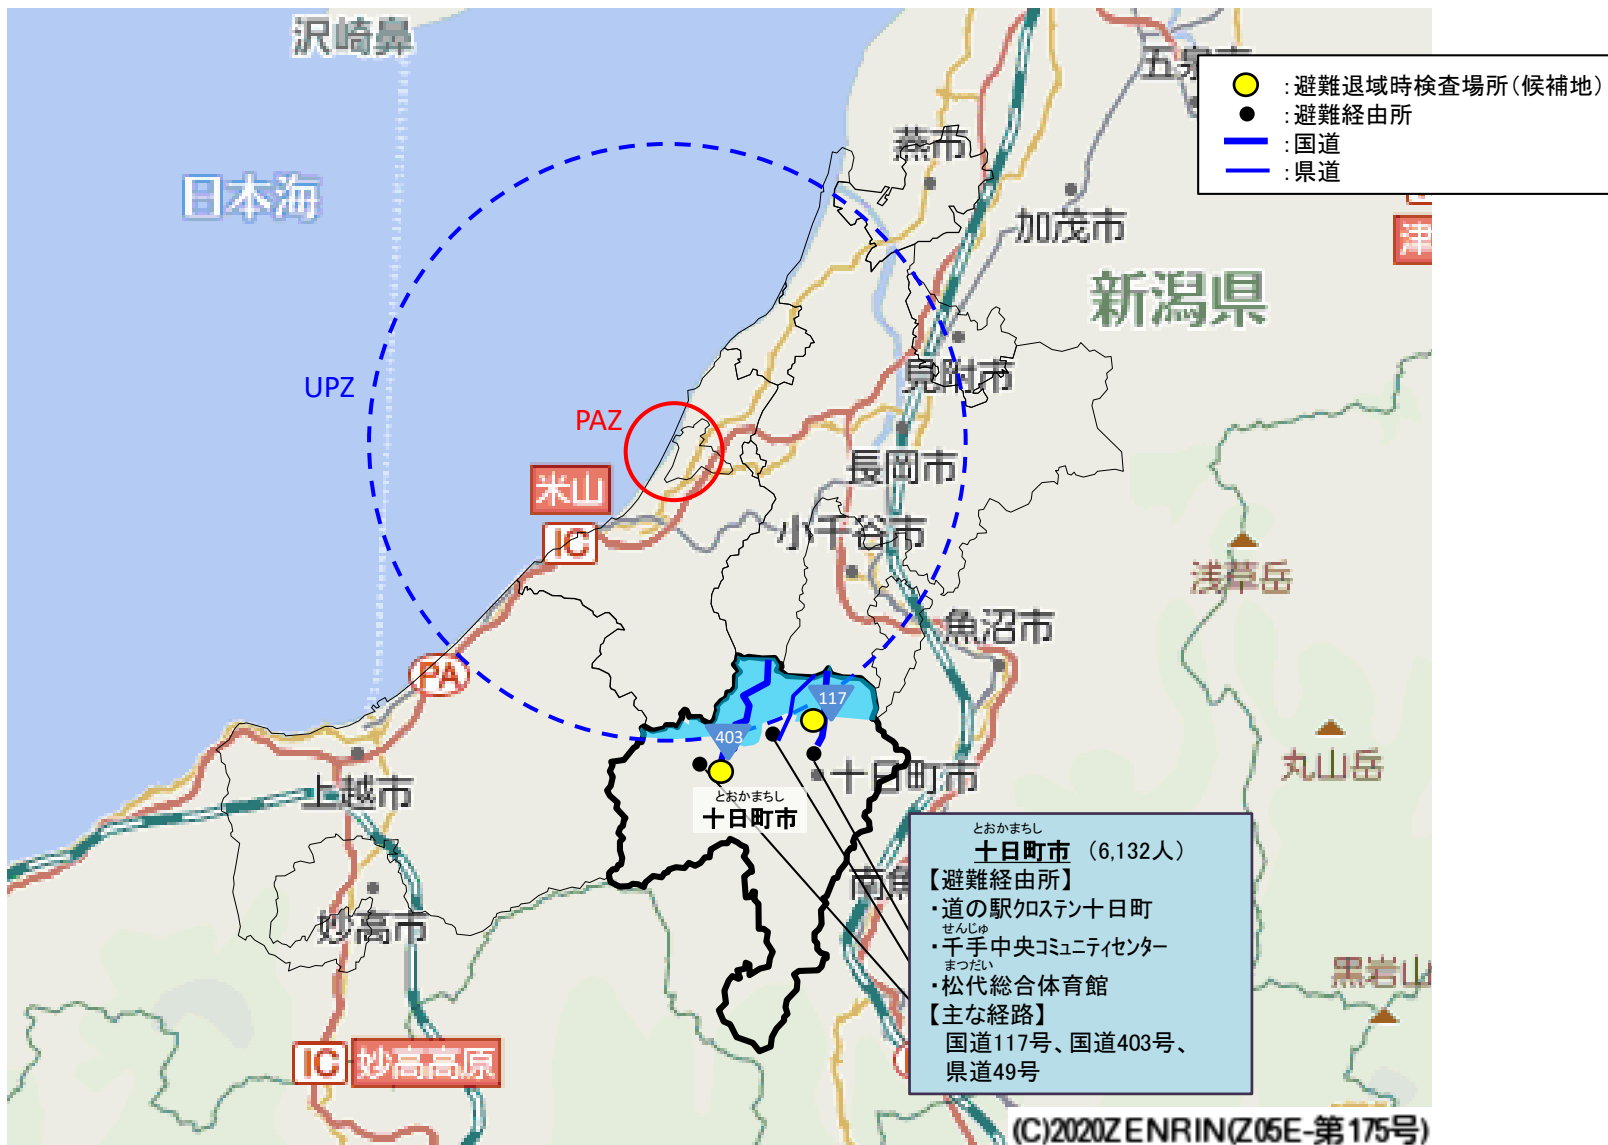 沢崎鼻
五泉市
:避難退域時検査場所(候補地)
:避難経由所
:国道
:県道
燕市
日本海
加茂市
津
新潟県
見附市
UPZ
PAZ
長岡市
米山
IC
小千谷市
浅草岳
魚沼市
PA
117
403
丸山岳
十日町市
上越市
とおかまちし
十日町市
とおかまちし
十日町市 (6,132人)
【避難経由所】
・道の駅クロステン十日町
せんじゅ
・千手中央コミュニティセンター
まつだい
・松代総合体育館
【主な経路】
国道117号、国道403号、
県道49号
南魚
妙高市
黒岩山
IC 妙高高原
(C)2020ZENRIN(Z05E-第175号)